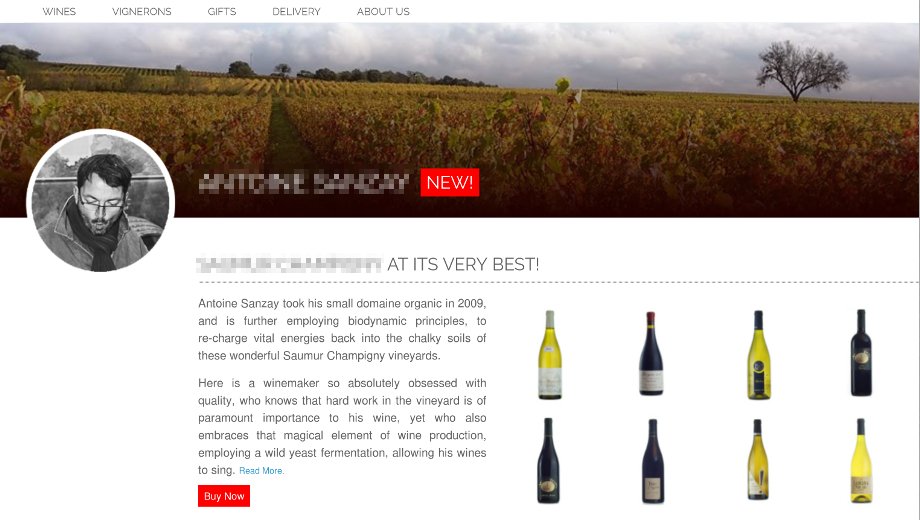 WINES VIGNERONS GIFTS DELIVERY ABOUT US
NEW!
AT ITS VERY BEST!
Antoine Sanzay took his small domaine organic in 2009,
and is further employing biodynamic principles, to
re-charge vital energies back into the chalky soils of
these wonderful Saumur Champigny vineyards.
Here is a winemaker so absolutely obsessed with
quality, who knows that hard work in the vineyard is of
paramount importance to his wine, yet who also
embraces that magical element of wine production,
employing a wild yeast fermentation, allowing his wines
to sing. Read More.
Buy Now